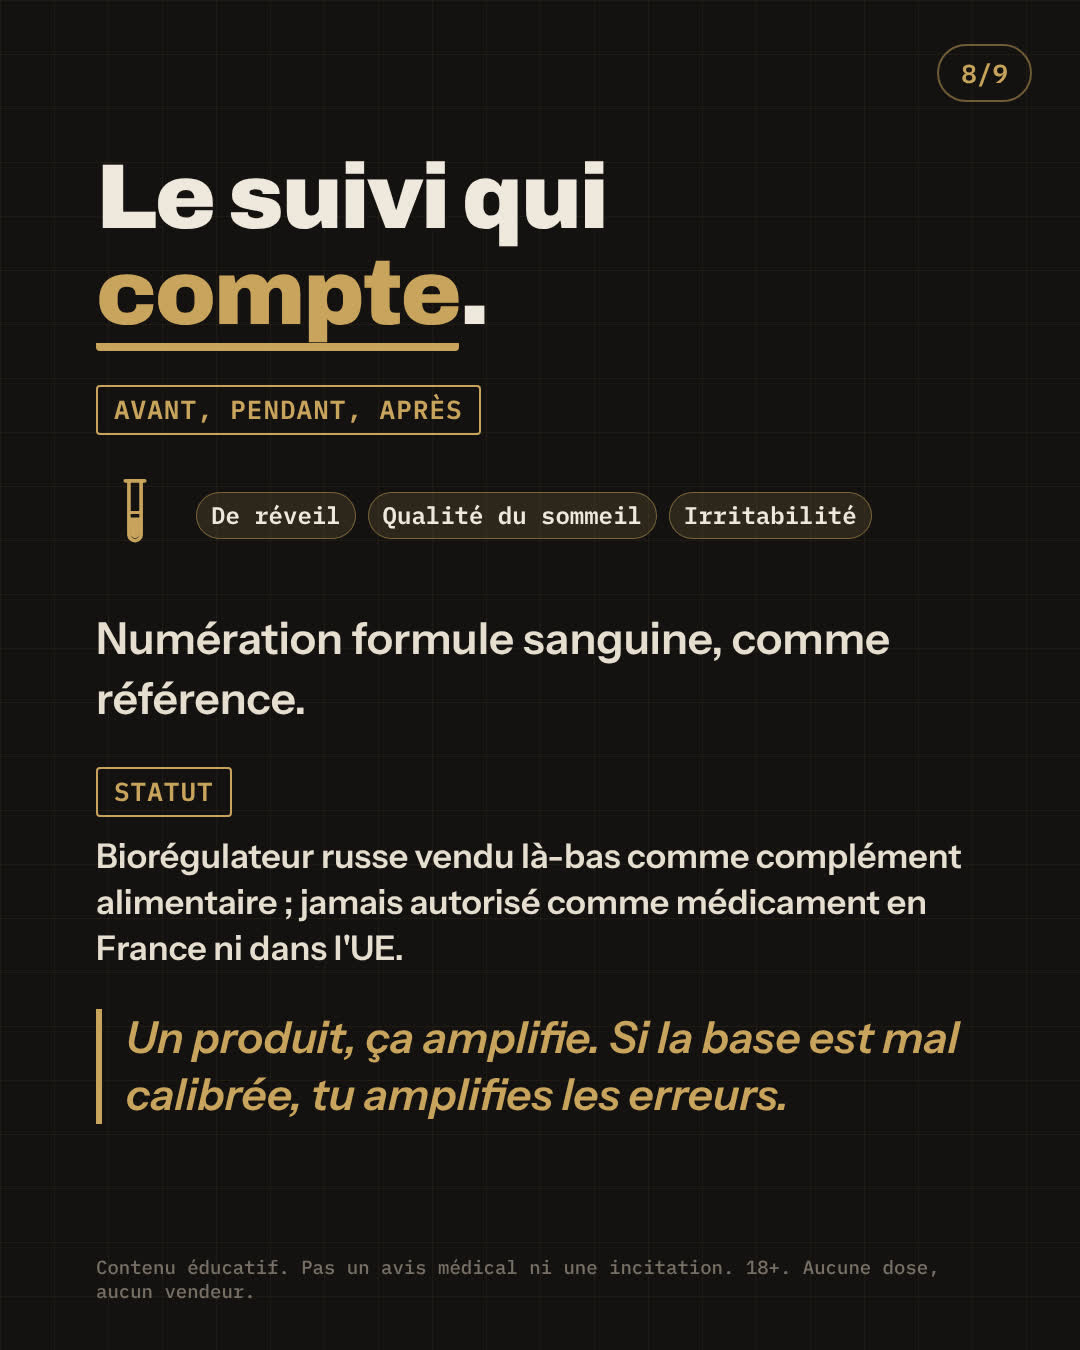 8/9
Le suivi qui
compte.
AVANT, PENDANT, APRÈS
De réveil
Qualité du sommeil
Irritabilité
Numération formule sanguine, comme
référence.
STATUT
Biorégulateur russe vendu là-bas comme complément
alimentaire ; jamais autorisé comme médicament en
France ni dans l'UE.
Un produit, ça amplifie. Si la base est mal
calibrée, tu amplifies les erreurs.
Contenu éducatif. Pas un avis médical ni une incitation. 18+. Aucune dose,
aucun vendeur.